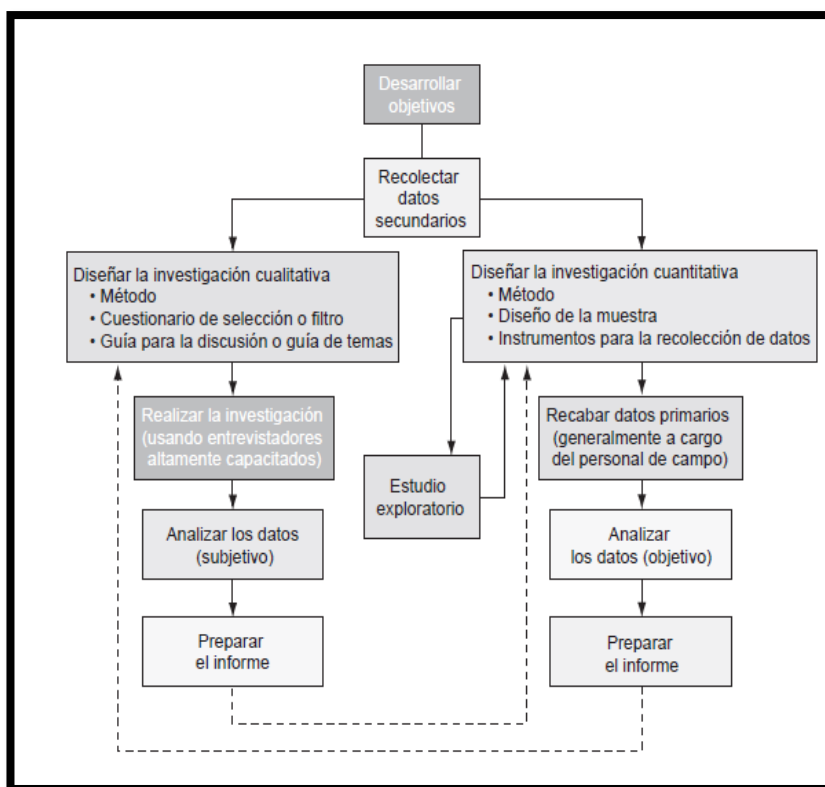 Desarrollar
objetivos
Recolectar
datos
secundarios
Diseñar la investigación cualitativa
• Método
• Cuestionario de selección o filtro
• Guía para la discusión o guía de temas
Diseñar la investigación cuantitativa
• Método
• Diseño de la muestra
• Instrumentos para la recolección de datos
Realizar la investigación
(usando entrevistadores
altamente capacitados)
Estudio
exploratorio
Recabar datos primarios
(generalmente a cargo
del personal de campo)
Analizar los datos
(subjetivo)
Analizar
los datos (objetivo)
Preparar
el informe
Preparar
el informe